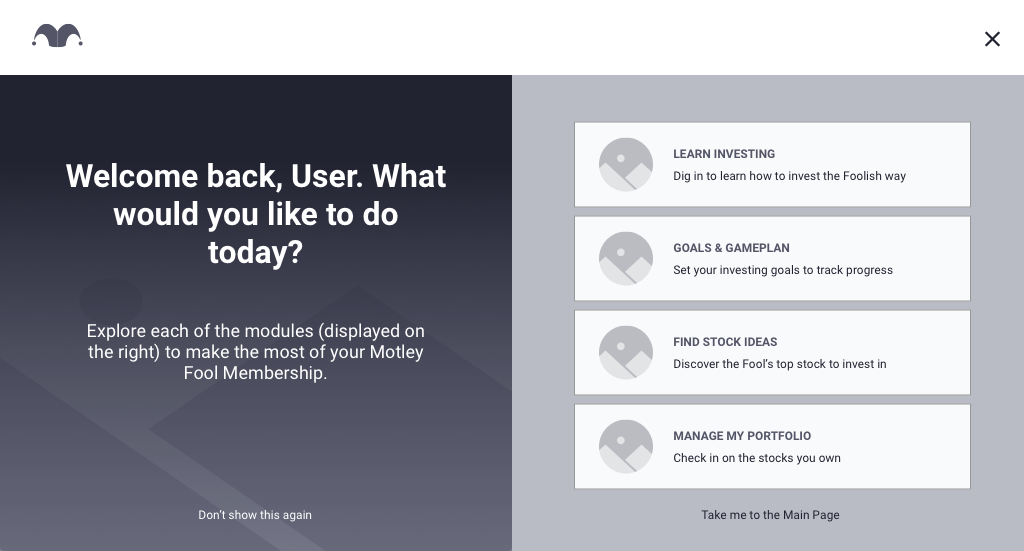 Welcome back, User. What
would you like to do
today?
Explore each of the modules (displayed on
the right) to make the most of your Motley
Fool Membership.
Don't show this again
LEARN INVESTING
Dig in to learn how to invest the Foolish way
GOALS & GAMEPLAN
Set your investing goals to track progress
FIND STOCK IDEAS
Discover the Fool’s top stock to invest in
MANAGE MY PORTFOLIO
Check in on the stocks you own
Take me to the Main Page